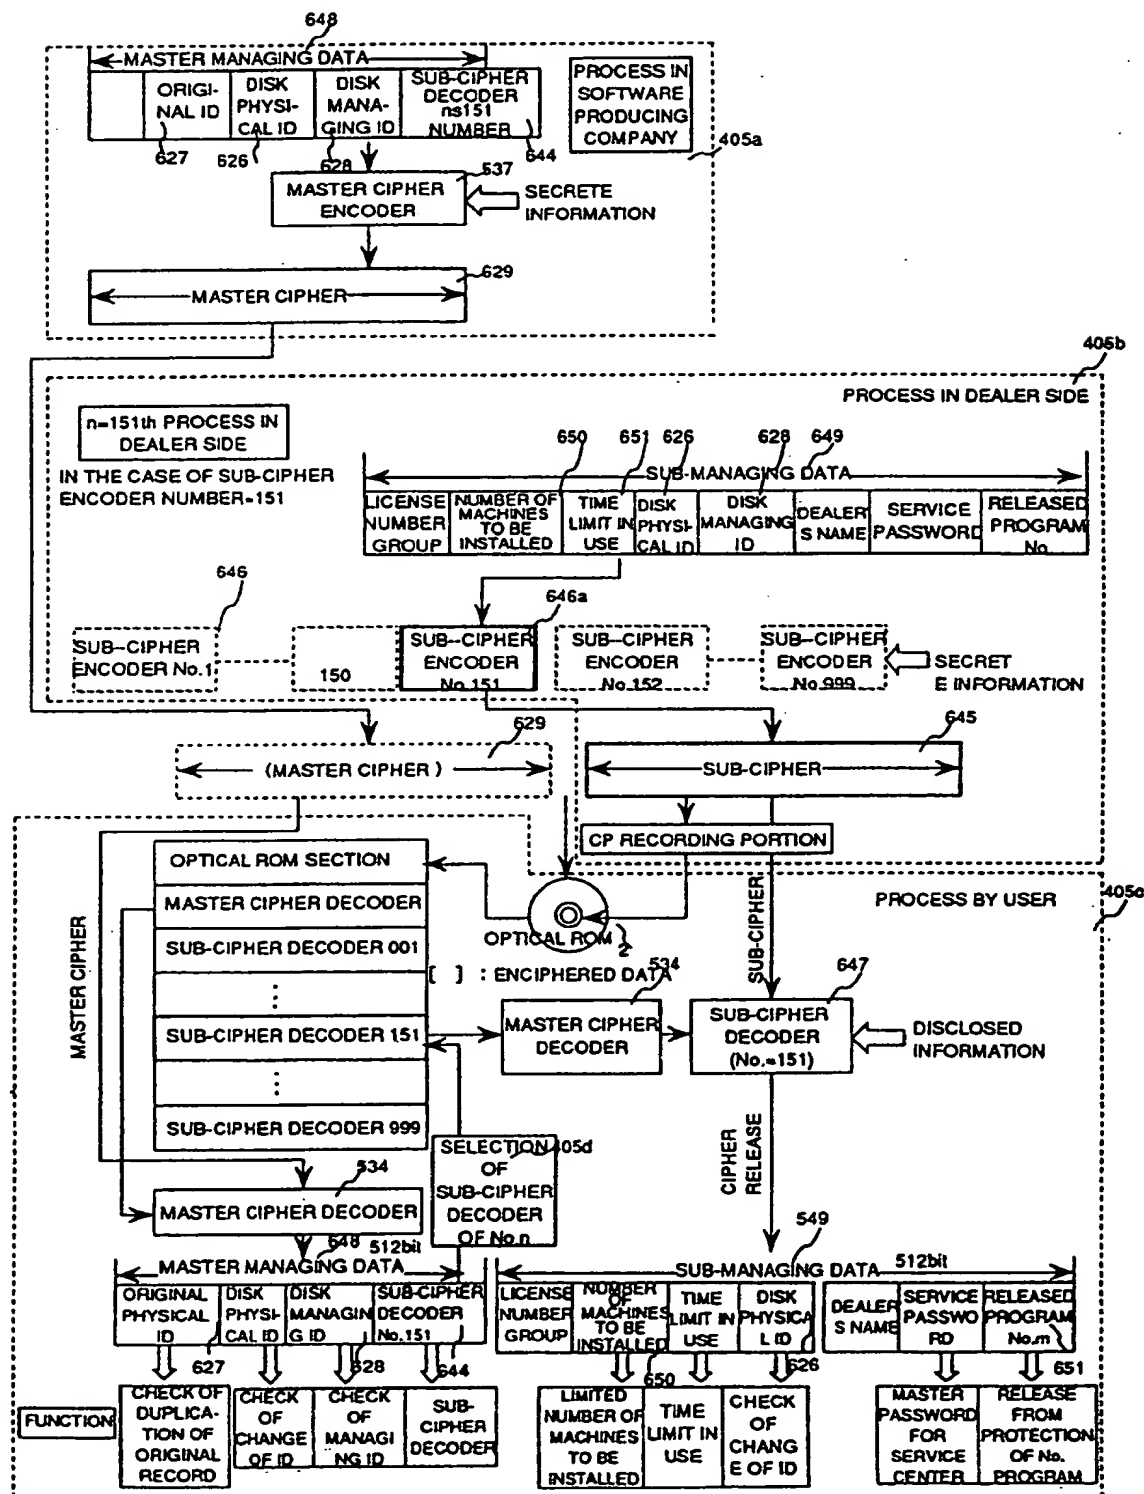 648
MASTER MANAGING DATA
ORIGI-
NAL ID
DISK
PHYSI-
CAL ID
DISK
MANA-
GING ID
SUB-CIPHER
DECODER
ns151
NUMBER
PROCESS IN
SOFTWARE
PRODUCING
COMPANY
405a
627
626
628
644
537
MASTER CIPHER
ENCODER
SECRETE
INFORMATION
629
MASTER CIPHER
405b
PROCESS IN DEALER SIDE
n=151th PROCESS IN
DEALER SIDE
IN THE CASE OF SUB-CIPHER
ENCODER NUMBER=151
650
651
626
628
649
SUB-MANAGING DATA
LICENSE
NUMBER
GROUP
NUMBER OF
MACHINES
TO BE
INSTALLED
TIME
LIMIT IN
USE
DISK
PHYSI-
CAL ID
DISK
MANAGING
ID
DEALER'
S NAME
SERVICE
PASSWORD
RELEASED
PROGRAM
No.
646
646a
SUB-CIPHER
ENCODER No.1
150
SUB-CIPHER
ENCODER
No.151
SUB-CIPHER
ENCODER
No.152
SUB-CIPHER
ENCODER
No.999
SECRET
E INFORMATION
629
(MASTER CIPHER)
645
SUB-CIPHER
CP RECORDING PORTION
OPTICAL ROM SECTION
MASTER CIPHER DECODER
SUB-CIPHER DECODER 001
⋮
SUB-CIPHER DECODER 151
⋮
SUB-CIPHER DECODER 999
MASTER CIPHER
OPTICAL ROM
2
[ ] : ENCIPHERED DATA
SUB-CIPHER
PROCESS BY USER
405c
534
MASTER CIPHER
DECODER
647
SUB-CIPHER
DECODER
(No.=151)
DISCLOSED
INFORMATION
CIPHER
RELEASE
SELECTION
OF
SUB-CIPHER
DECODER
OF No.n
405d
534
MASTER CIPHER DECODER
648
512bit
MASTER MANAGING DATA
ORIGINAL
PHYSICAL
ID
DISK
PHYSI-
CAL ID
DISK
MANAGIN
G ID
SUB-CIPHER
DECODER
No.151
627
628
644
549
SUB-MANAGING DATA
512bit
LICENSE
NUMBER
GROUP
NUMBER
OF
MACHINES
TO BE
INSTALLED
TIME
LIMIT IN
USE
DISK
PHYSICA
L ID
DEALER'
S NAME
SERVICE
PASSWO
RD
RELEASED
PROGRAM
No.m
650
626
651
FUNCTION
CHECK OF
DUPLICA-
TION OF
ORIGINAL
RECORD
CHECK
OF
CHANGE
OF ID
CHECK
OF
MANAGI
NG ID
SUB-
CIPHER
DECODER
LIMITED
NUMBER OF
MACHINES
TO BE
INSTALLED
TIME
LIMIT IN
USE
CHECK
OF
CHANG
E OF ID
MASTER
PASSWORD
FOR
SERVICE
CENTER
RELEASE
FROM
PROTECTION
OF No.
PROGRAM